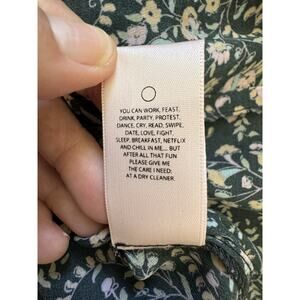 YOU CAN WORK, FEAST,
DRINK, PARTY, PROTEST,
DANCE, CRY, READ, SWIPE,
DATE, LOVE, FIGHT,
SLEEP, BREAKFAST, NETFLIX
AND CHILL IN ME... BUT
AFTER ALL THAT FUN
PLEASE GIVE ME
THE CARE I NEED:
AT A DRY CLEANER.